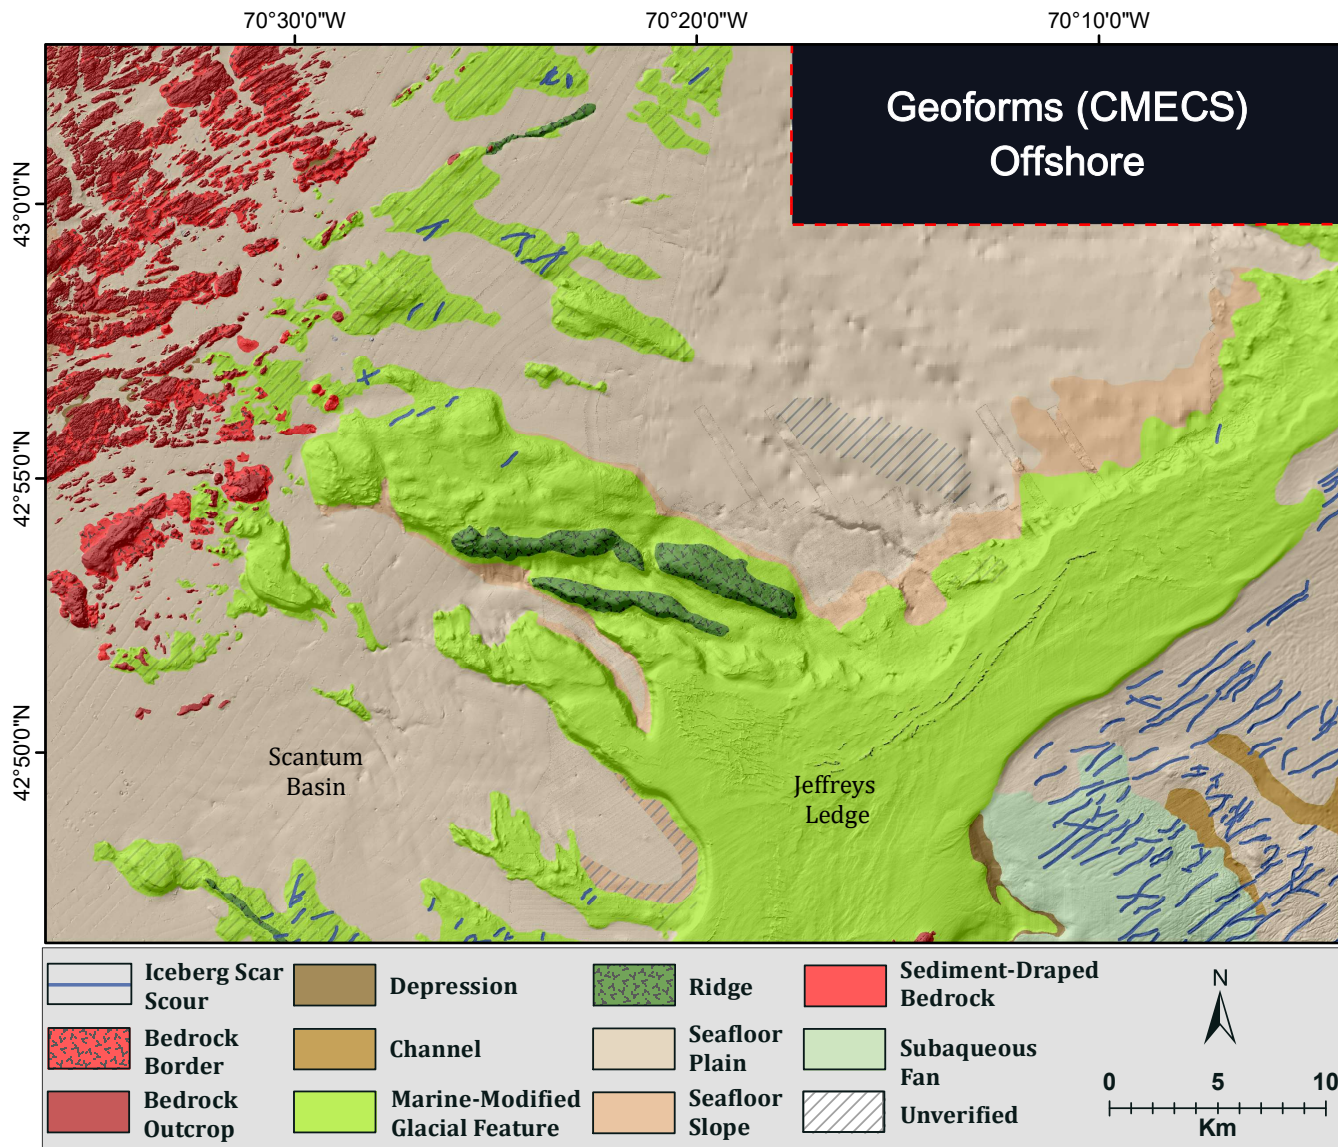 70°30'0"W
70°20'0"W
70°10'0"W
Geoforms (CMECS)
Offshore
43°0'0"N
42°55'0"N
42°50'0"N
Scantum
Basin
Jeffreys
Ledge
Iceberg Scar
Scour
Depression
Ridge
Sediment-Draped
Bedrock
N
Bedrock
Border
Channel
Seafloor
Plain
Subaqueous
Fan
Bedrock
Outcrop
Marine-Modified
Glacial Feature
Seafloor
Slope
Unverified
0 5 10
Km